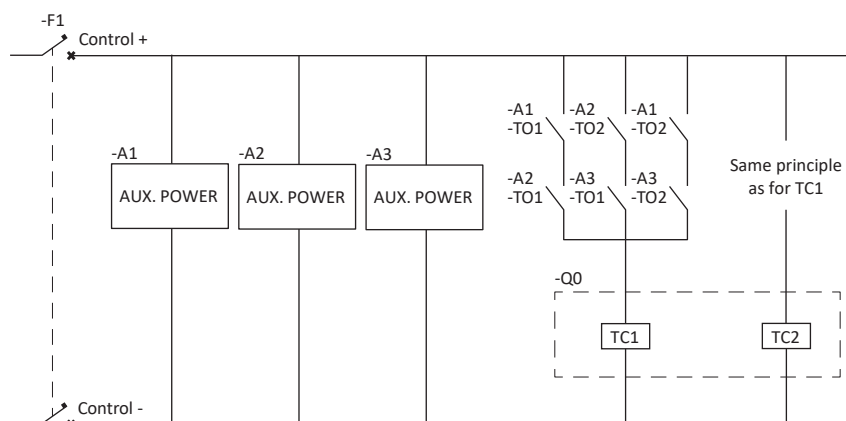 -F1
Control +
-A1
AUX. POWER
-A2
AUX. POWER
-A3
AUX. POWER
-A1
-TO1
-A2
-TO2
-A1
-TO2
-A2
-TO1
-A3
-TO1
-A3
-TO2
Same principle
as for TC1
-Q0
TC1
TC2
Control -